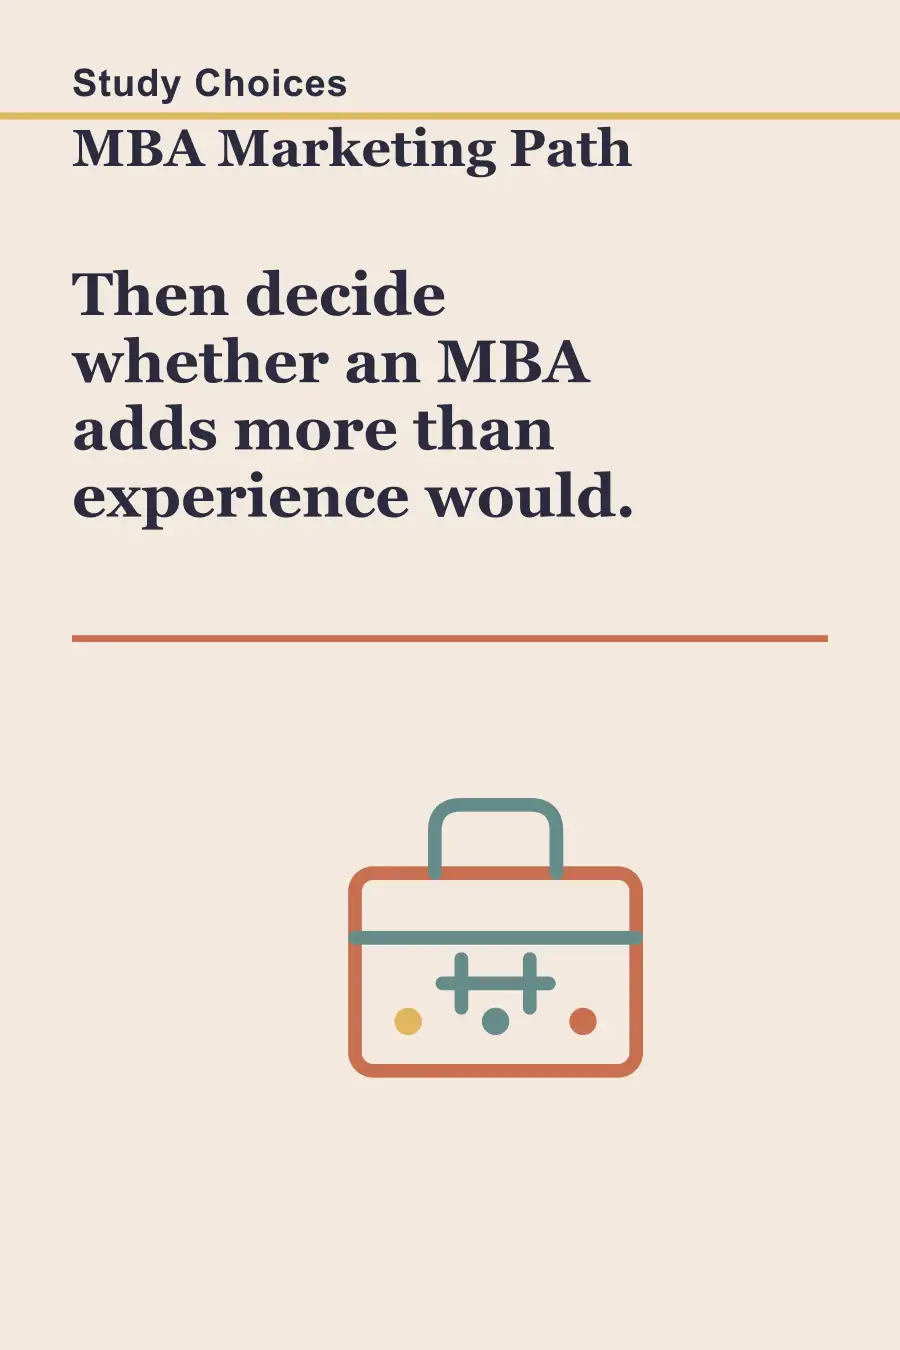 Study Choices
MBA Marketing Path
Then decide
whether an MBA
adds more than
experience would.